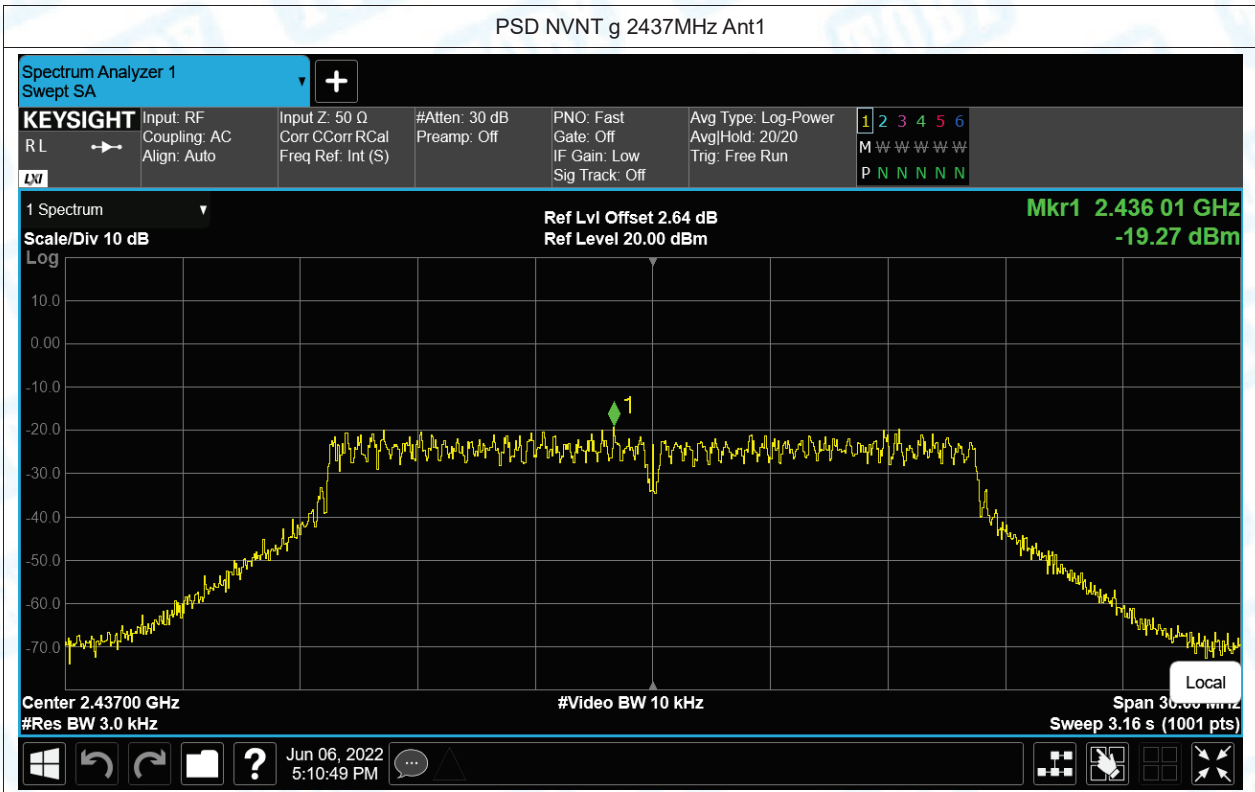 PSD NVNT g 2437MHz Ant1
Spectrum Analyzer 1
Swept SA
+
KEYSIGHT
R L
LXI
Input: RF
Coupling: AC
Align: Auto
Input Z: 50 Ω
Corr CCorr RCal
Freq Ref: Int (S)
#Atten: 30 dB
Preamp: Off
PNO: Fast
Gate: Off
IF Gain: Low
Sig Track: Off
Avg Type: Log-Power
Avg|Hold: 20/20
Trig: Free Run
1 2 3 4 5 6
M W W W W W
P N N N N N
1 Spectrum
Scale/Div 10 dB
Ref Lvl Offset 2.64 dB
Ref Level 20.00 dBm
Mkr1 2.436 01 GHz
-19.27 dBm
Log
10.0
0.00
-10.0
1
-20.0
-30.0
-40.0
-50.0
-60.0
-70.0
Local
Center 2.43700 GHz
#Video BW 10 kHz
Span 30.00 MHz
#Res BW 3.0 kHz
Sweep 3.16 s (1001 pts)
?
Jun 06, 2022
5:10:49 PM